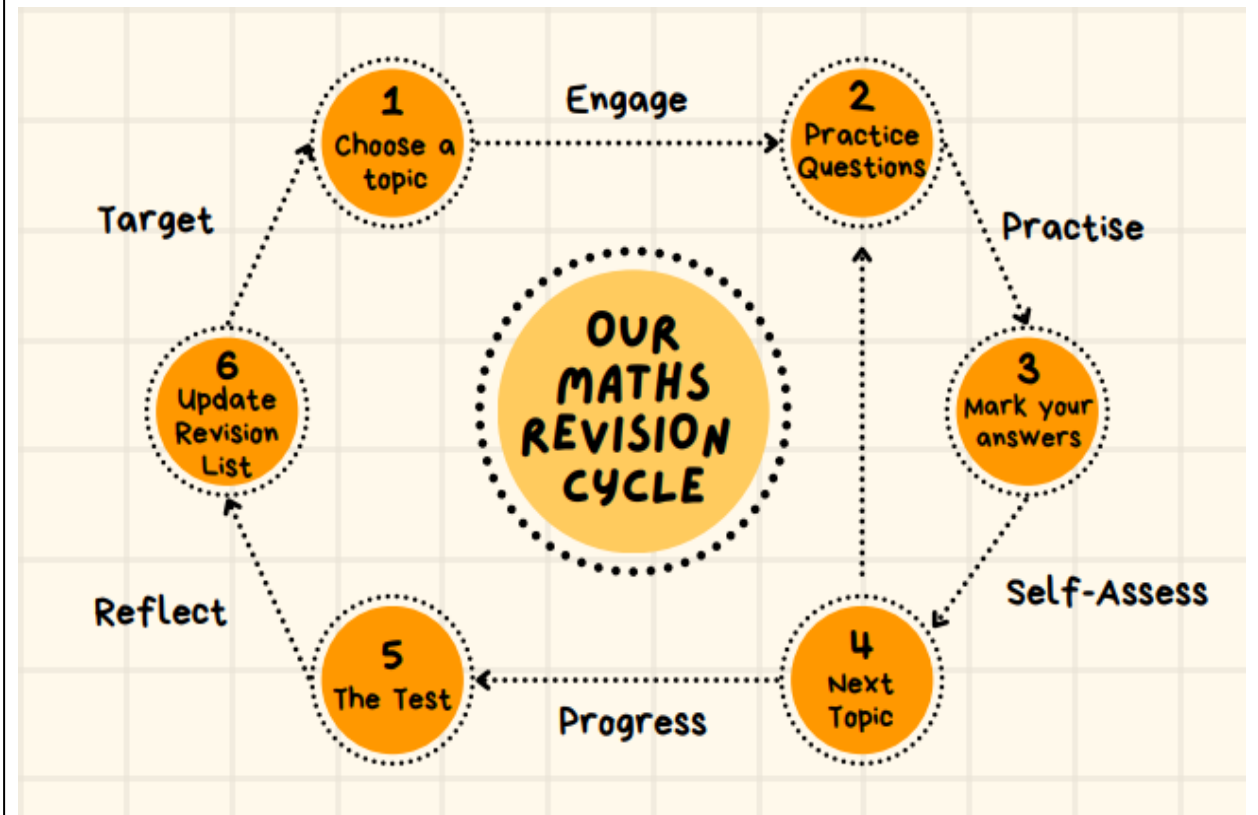 1
Choose a
topic
Engage
2
Practice
Questions
Practise
3
Mark your
answers
Self-Assess
4
Next
Topic
Progress
5
The Test
Reflect
6
Update
Revision
List
Target
OUR
MATHS
REVISION
CYCLE